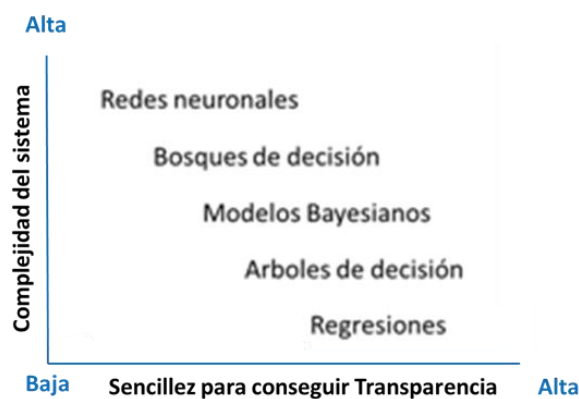 Alta
Complejidad del sistema
Redes neuronales
Bosques de decisión
Modelos Bayesianos
Arboles de decisión
Regresiones
Baja
Sencillez para conseguir Transparencia
Alta